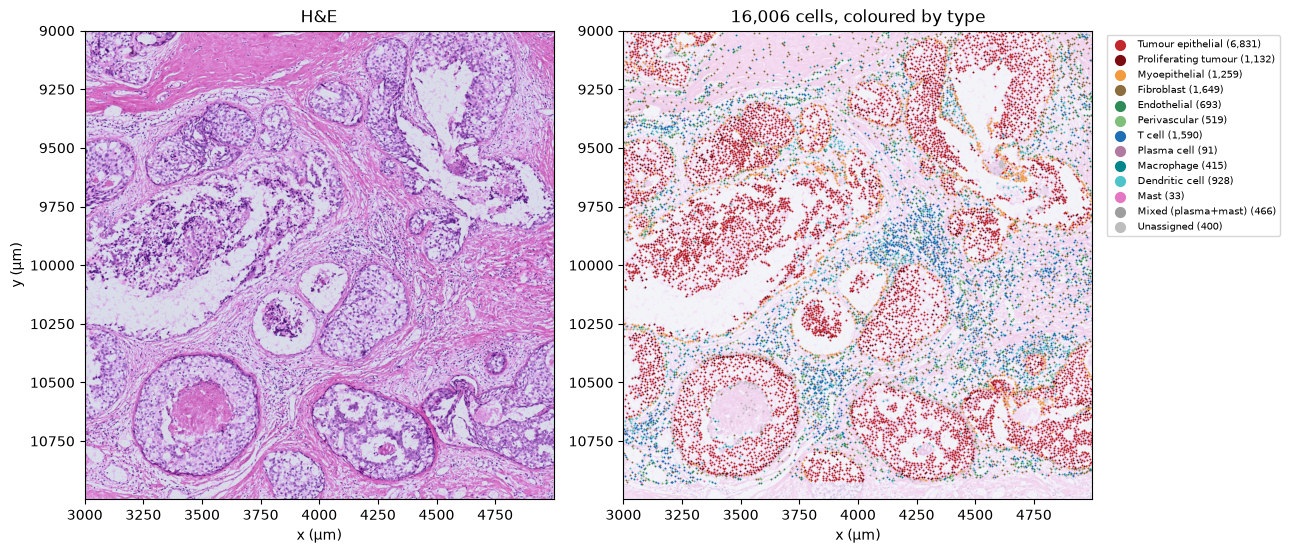 H&E
9000
9250
9500
9750
10000
10250
10500
10750
3000 3250 3500 3750 4000 4250 4500 4750
x (µm)
y (µm)
16,006 cells, coloured by type
9000
9250
9500
9750
10000
10250
10500
10750
3000 3250 3500 3750 4000 4250 4500 4750
x (µm)
Tumour epithelial (6,831)
Proliferating tumour (1,132)
Myoepithelial (1,259)
Fibroblast (1,649)
Endothelial (693)
Perivascular (519)
T cell (1,590)
Plasma cell (91)
Macrophage (415)
Dendritic cell (928)
Mast (33)
Mixed (plasma+mast) (466)
Unassigned (400)